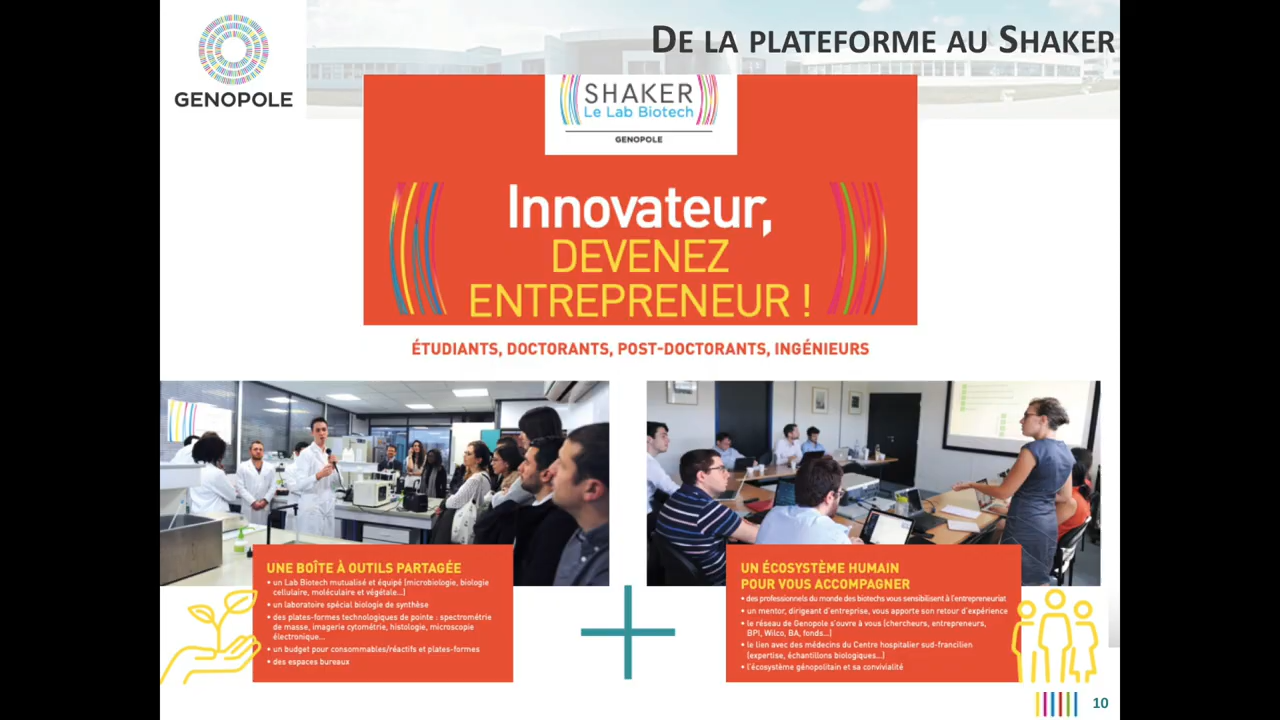 GENOPOLE
DE LA PLATEFORME AU SHAKER
SHAKER
Le Lab Biotech
GENOPOLE
Innovateur,
DEVENEZ
ENTREPRENEUR !
ÉTUDIANTS, DOCTORANTS, POST-DOCTORANTS, INGÉNIEURS
UNE BOÎTE À OUTILS PARTAGÉE
• un Lab Biotech mutualisé et équipé (microbiologie, biologie
cellulaire, moléculaire et végétale...)
• un laboratoire spécial biologie de synthèse
• des plates-formes technologiques de pointe : spectrométrie
de masse, imagerie cytométrie, histologie, microscopie
électronique...
• un budget pour consommables/réactifs et plates-formes
• des espaces bureaux
UN ÉCOSYSTÈME HUMAIN
POUR VOUS ACCOMPAGNER
• des professionnels du monde des biotechs vous sensibilisent à l'entrepreneuriat
• un mentor, dirigeant d'entreprise, vous apporte son retour d'expérience
• le réseau de Genopole s'ouvre à vous (chercheurs, entrepreneurs,
BPI, Wilco, BA, fonds...)
• le lien avec des médecins du Centre hospitalier sud-francilien
(expertise, échantillons biologiques...)
• l'écosystème génopolitain et sa convivialité
10